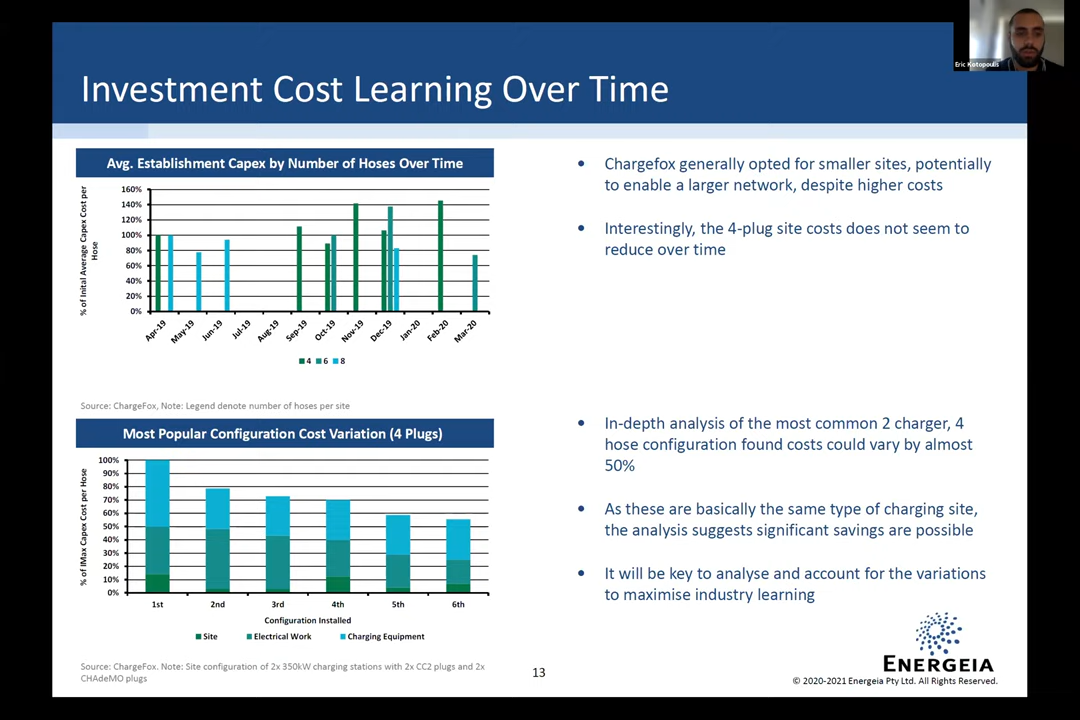 Eric Kotopoulis
Investment Cost Learning Over Time
Avg. Establishment Capex by Number of Hoses Over Time
% of Inital Average Capex Cost per
Hose
160%
140%
120%
100%
80%
60%
40%
20%
0%
Apr-19
May-19
Jun-19
Jul-19
Aug-19
Sep-19
Oct-19
Nov-19
Dec-19
Jan-20
Feb-20
Mar-20
4 6 8
Source: ChargeFox, Note: Legend denote number of hoses per site
• Chargefox generally opted for smaller sites, potentially
to enable a larger network, despite higher costs
• Interestingly, the 4-plug site costs does not seem to
reduce over time
Most Popular Configuration Cost Variation (4 Plugs)
% of lMax Capex Cost per Hose
100%
90%
80%
70%
60%
50%
40%
30%
20%
10%
0%
1st 2nd 3rd 4th 5th 6th
Configuration Installed
Site Electrical Work Charging Equipment
Source: ChargeFox. Note: Site configuration of 2x 350kW charging stations with 2x CC2 plugs and 2x
CHAdeMO plugs
• In-depth analysis of the most common 2 charger, 4
hose configuration found costs could vary by almost
50%
• As these are basically the same type of charging site,
the analysis suggests significant savings are possible
• It will be key to analyse and account for the variations
to maximise industry learning
13
ENERGEIA
© 2020-2021 Energeia Pty Ltd. All Rights Reserved.